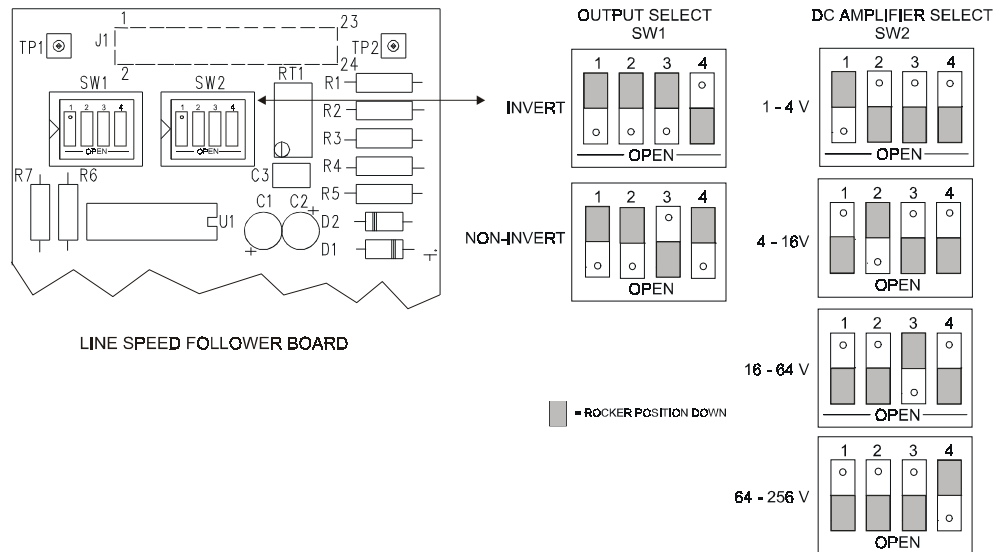 OUTPUT SELECT
SW1
DC AMPLIFIER SELECT
SW2
1 23
TP1 J1 TP2
2 24
SW1 SW2 RT1 R1
1 2 3 4
OPEN
1 2 3 4
OPEN
R2
R3
R4
R5
C3
R7 R6
U1 C1 C2 D2
+ +
D1
LINE SPEED FOLLOWER BOARD
INVERT
1 2 3 4
OPEN
NON-INVERT
1 2 3 4
OPEN
= ROCKER POSITION DOWN
1 - 4 V
1 2 3 4
OPEN
4 - 16V
1 2 3 4
OPEN
16 - 64 V
1 2 3 4
OPEN
64 - 256 V
1 2 3 4
OPEN